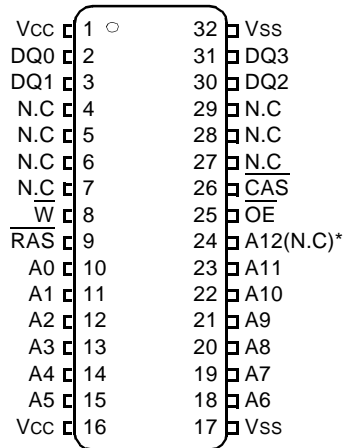 VCC 1 32 VSS
DQ0 2 31 DQ3
DQ1 3 30 DQ2
N.C 4 29 N.C
N.C 5 28 N.C
N.C 6 27 N.C
N.C 7 26 CAS
W 8 25 OE
RAS 9 24 A12(N.C)*
A0 10 23 A11
A1 11 22 A10
A2 12 21 A9
A3 13 20 A8
A4 14 19 A7
A5 15 18 A6
VCC 16 17 VSS